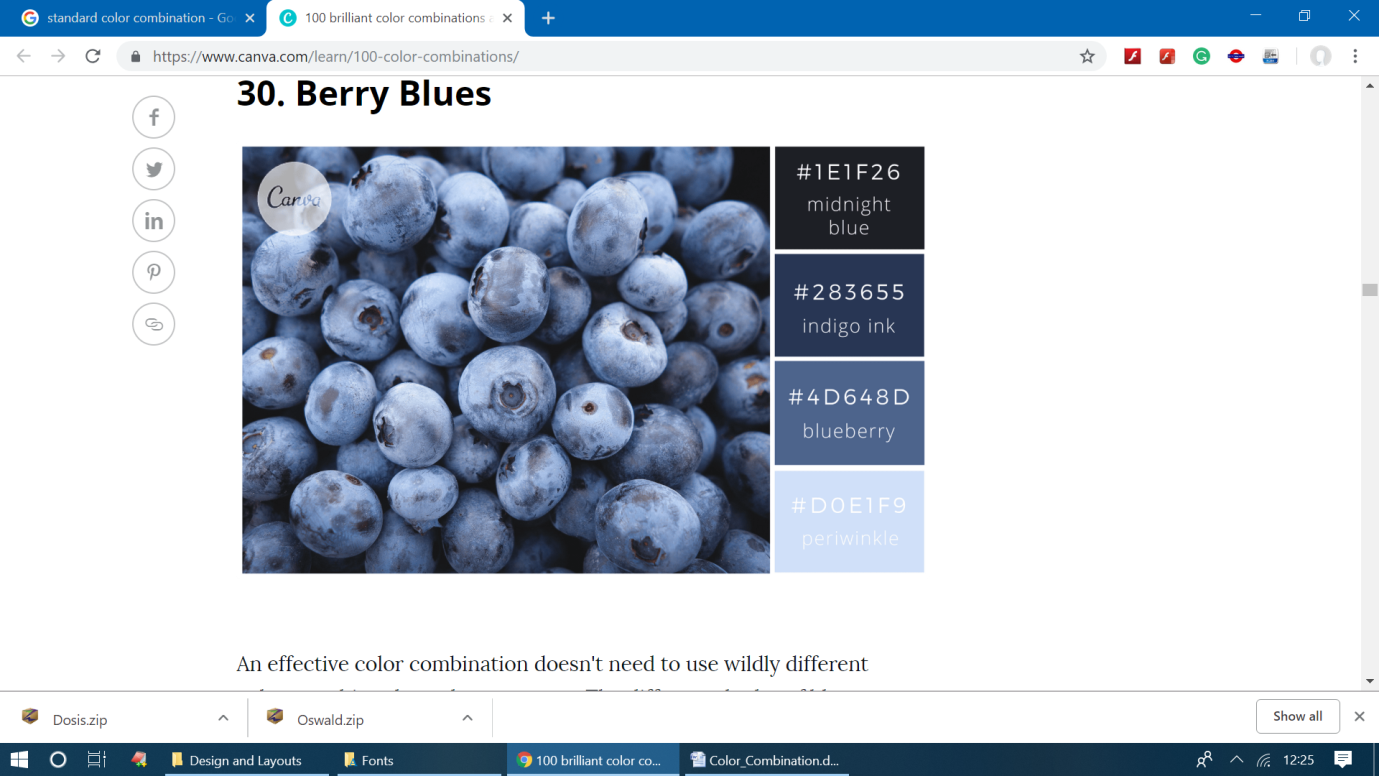 standard color combination - Go
100 brilliant color combinations a
https://www.canva.com/learn/100-color-combinations/
30. Berry Blues
Canva
#1E1F26
midnight
blue
#283655
indigo ink
#4D648D
blueberry
#D0E1F9
periwinkle
An effective color combination doesn't need to use wildly different
Dosis.zip
Oswald.zip
Show all
Design and Layouts
Fonts
100 brilliant color co...
Color_Combination.d...
12:25